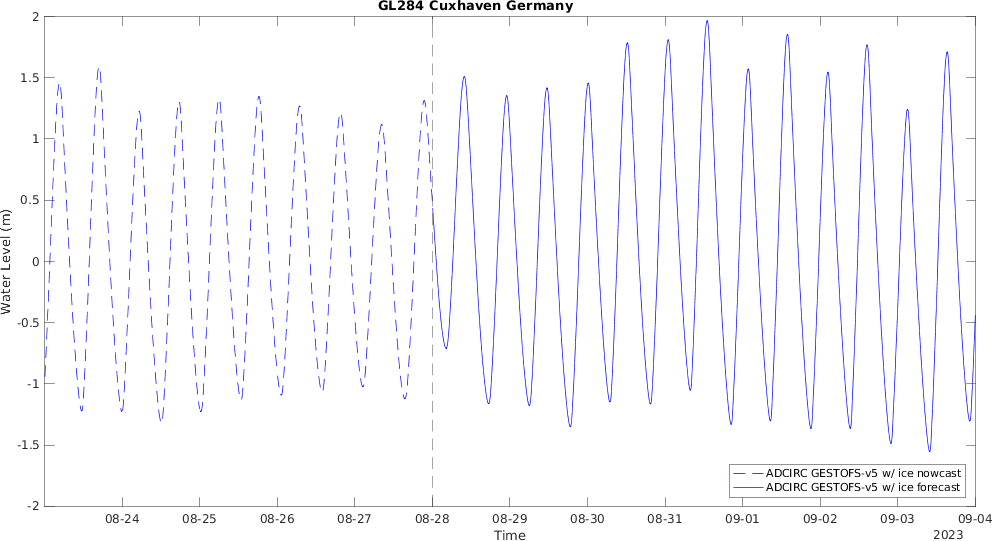 GL284 Cuxhaven Germany
2
1.5
1
0.5
0
-0.5
-1
-1.5
-2
Water Level (m)
08-24 08-25 08-26 08-27 08-28 08-29 08-30 08-31 09-01 09-02 09-03 09-04
Time
2023
ADCIRC GESTOFS-v5 w/ ice nowcast
ADCIRC GESTOFS-v5 w/ ice forecast